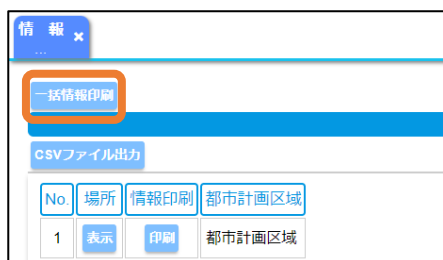 情 報 ×
...
一括情報印刷
CSVファイル出力
No. 場所 情報印刷 都市計画区域
1 表示 印刷 都市計画区域